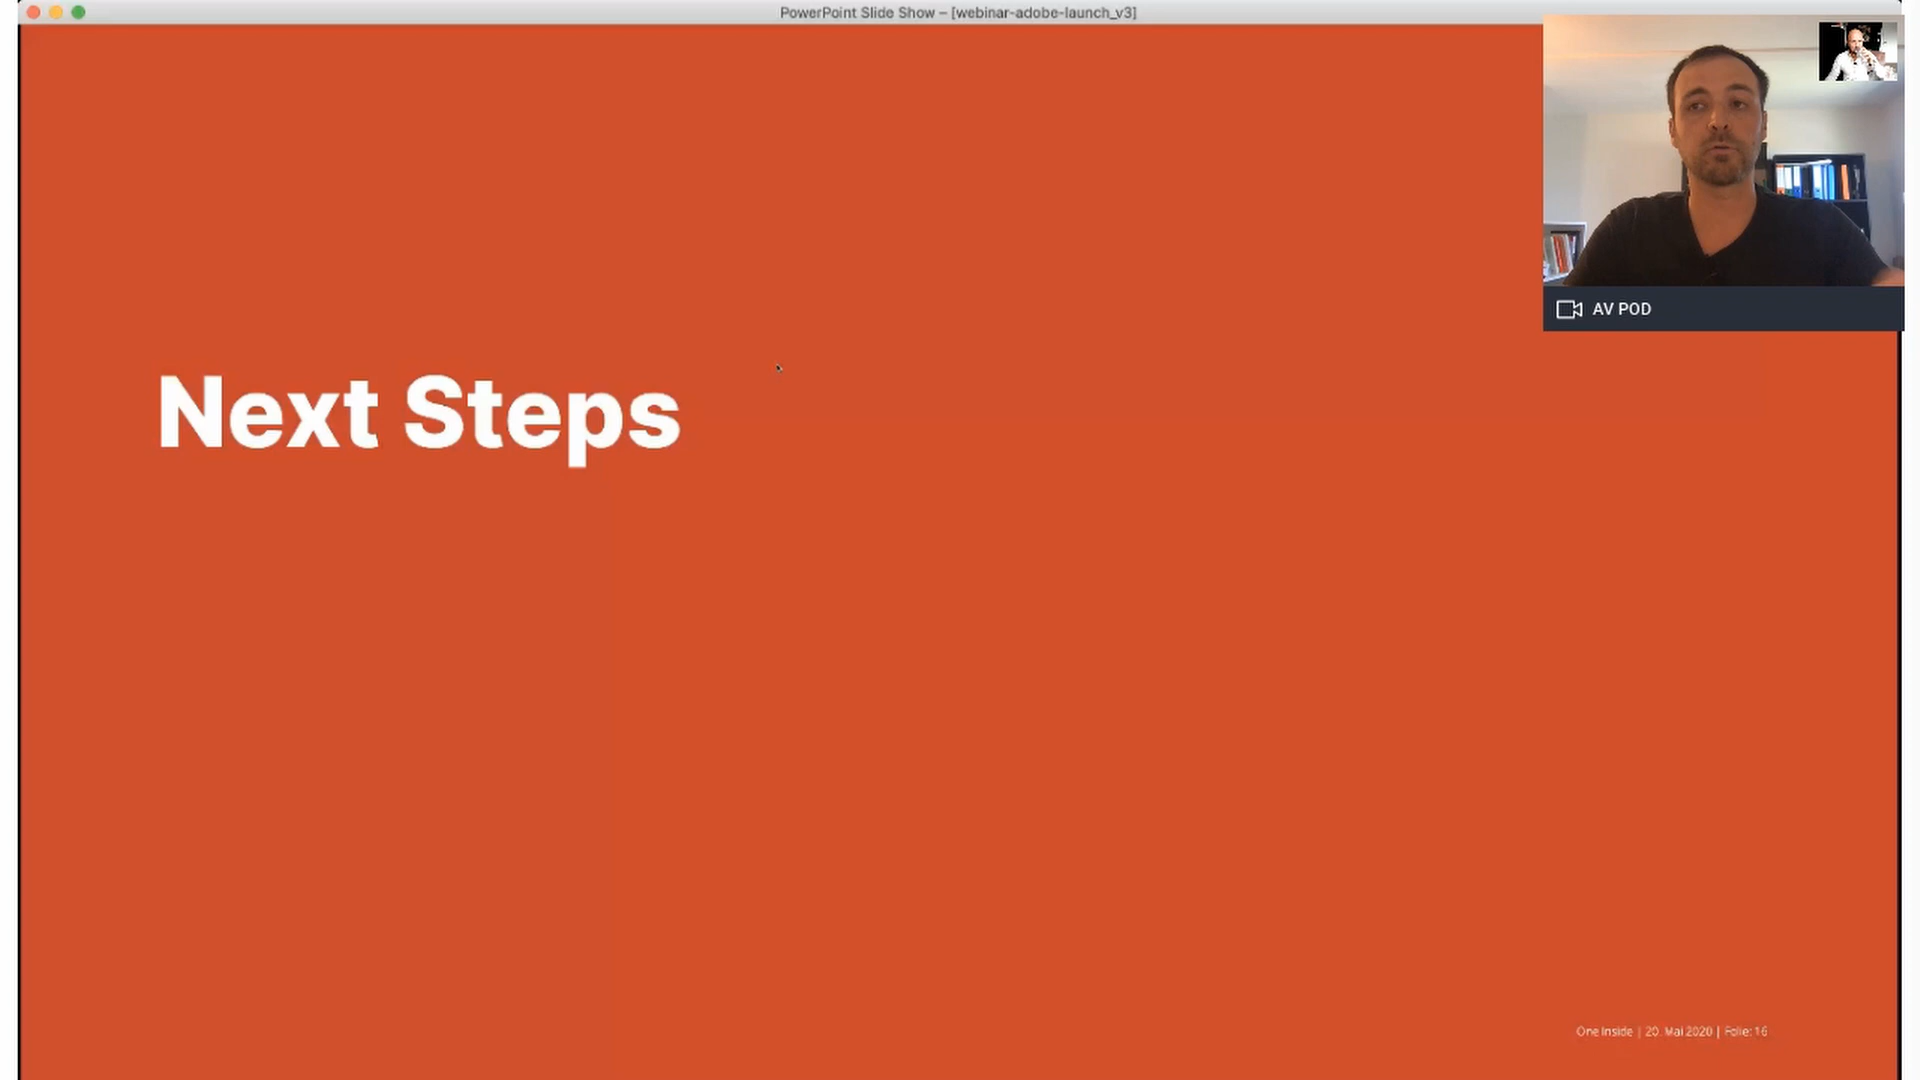 PowerPoint Slide Show – [webinar-adobe-launch_v3]
AV POD
Next Steps
One Inside | 20. Mai 2020 | Folie: 16